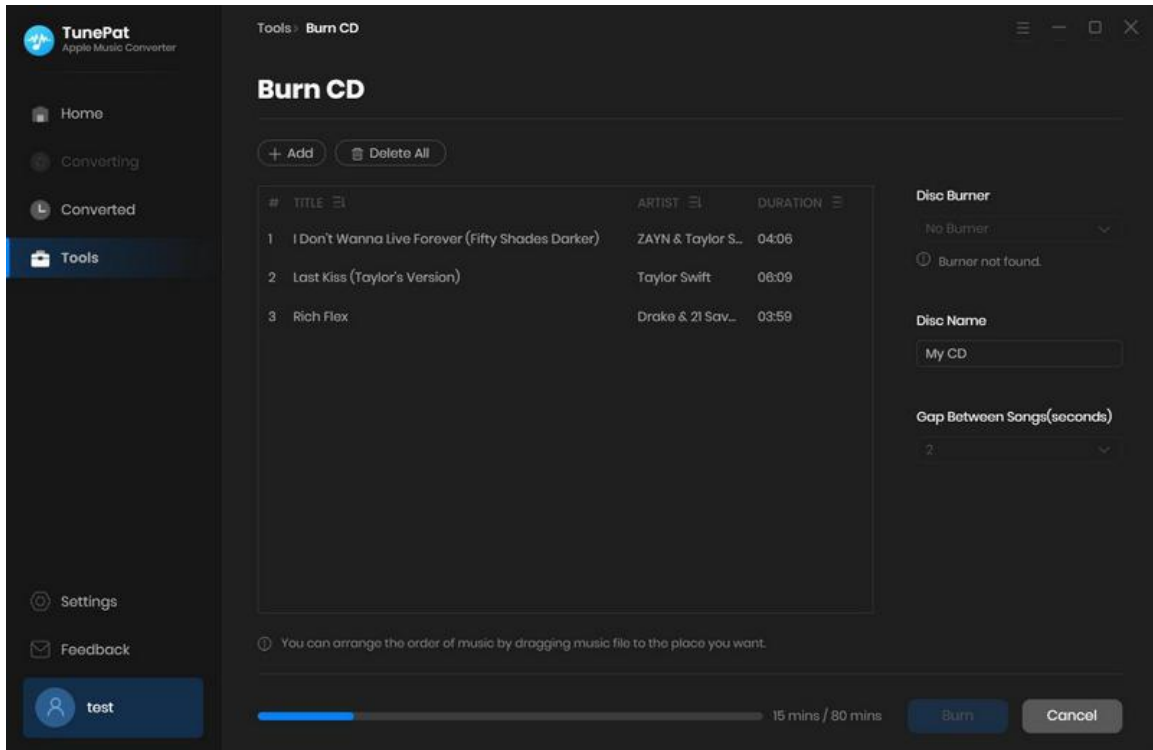 TunePat
Apple Music Converter
Tools > Burn CD
Burn CD
Home
Converting
Converted
Tools
+ Add
Delete All
# TITLE ARTIST DURATION
1 I Don't Wanna Live Forever (Fifty Shades Darker) ZAYN & Taylor S... 04:06
2 Last Kiss (Taylor's Version) Taylor Swift 06:09
3 Rich Flex Drake & 21 Sav... 03:59
Disc Burner
No Burner
Burner not found.
Disc Name
My CD
Gap Between Songs(seconds)
2
You can arrange the order of music by dragging music file to the place you want.
Settings
Feedback
test
15 mins / 80 mins
Burn
Cancel